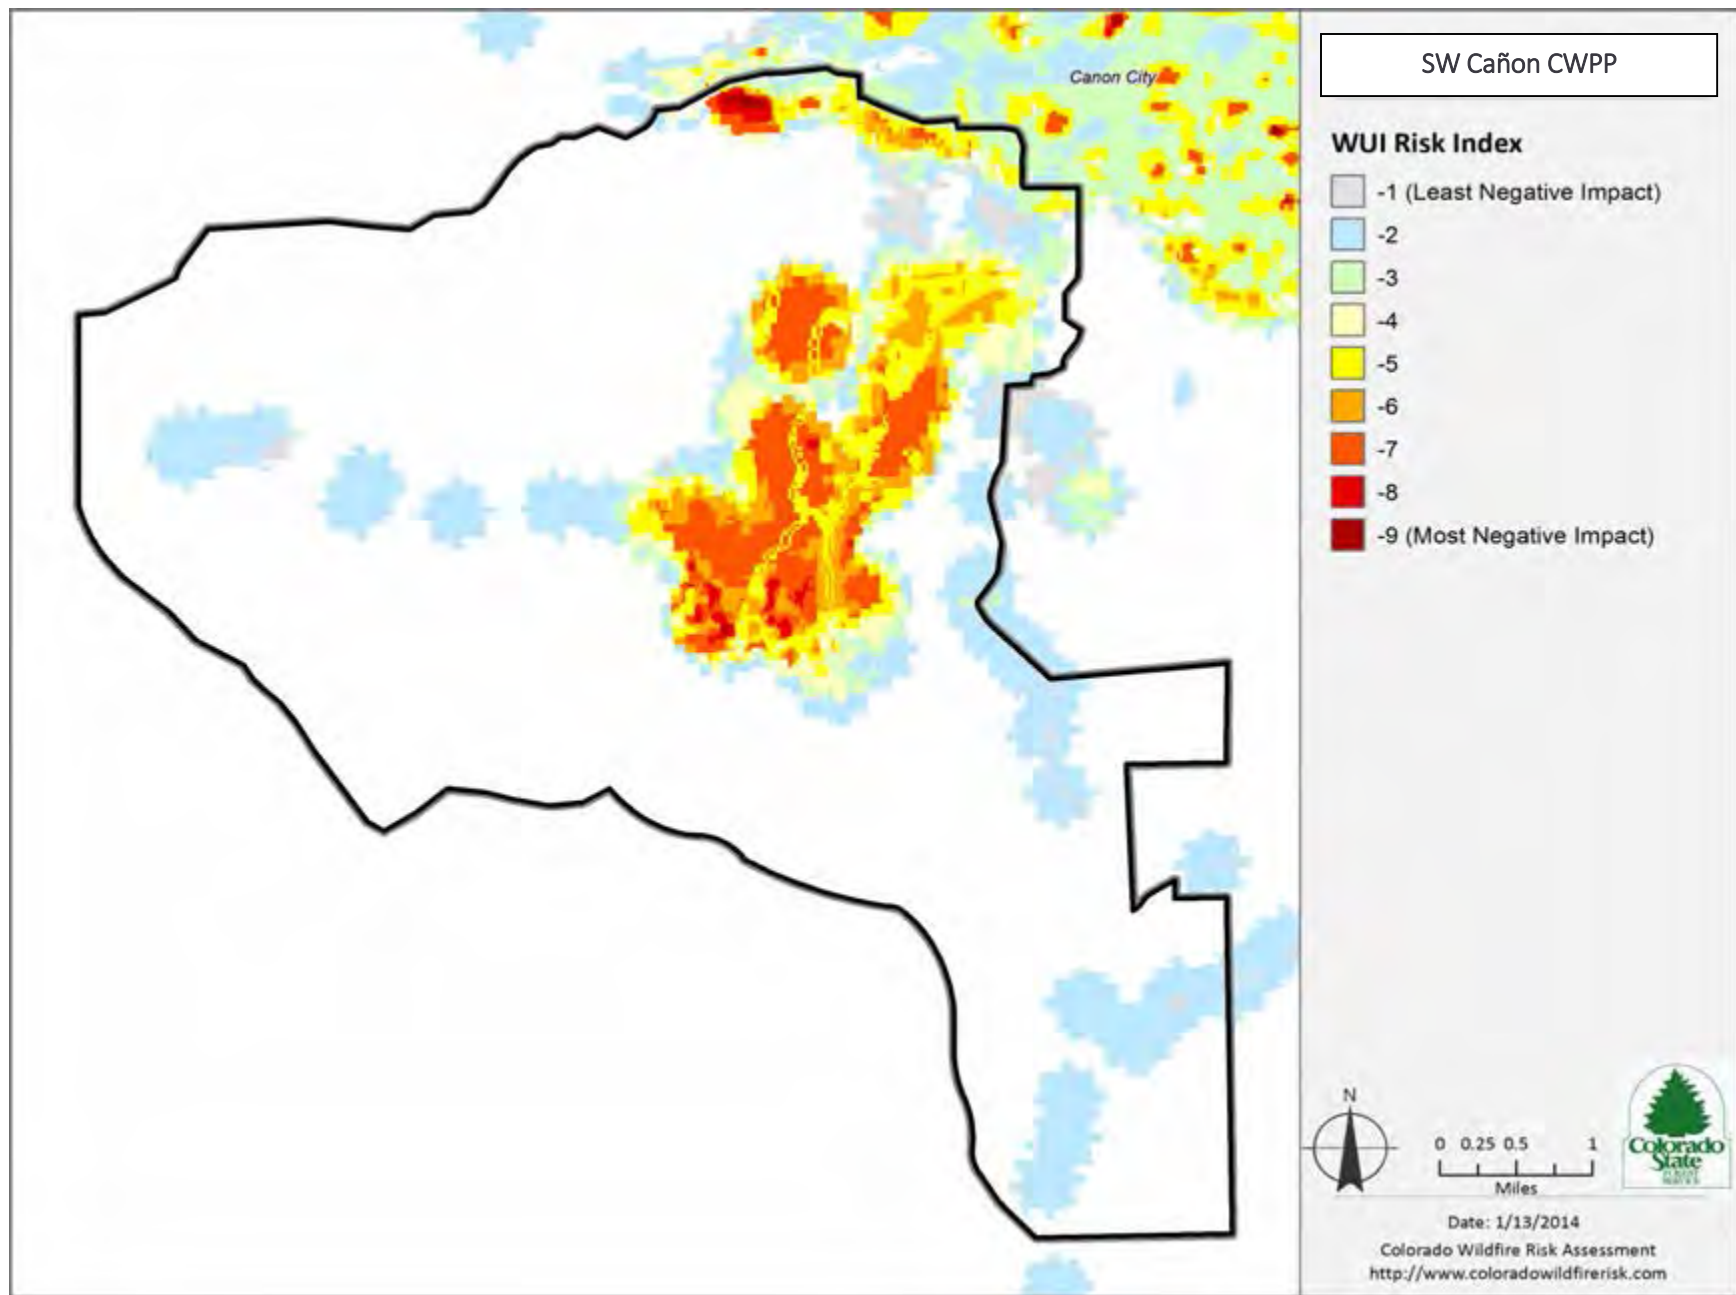 Canon City
SW Cañon CWPP
WUI Risk Index
-1 (Least Negative Impact)
-2
-3
-4
-5
-6
-7
-8
-9 (Most Negative Impact)
N
0 0.25 0.5 1
Miles
Colorado
State
FOREST
SERVICE
Date: 1/13/2014
Colorado Wildfire Risk Assessment
http://www.coloradowildfirerisk.com